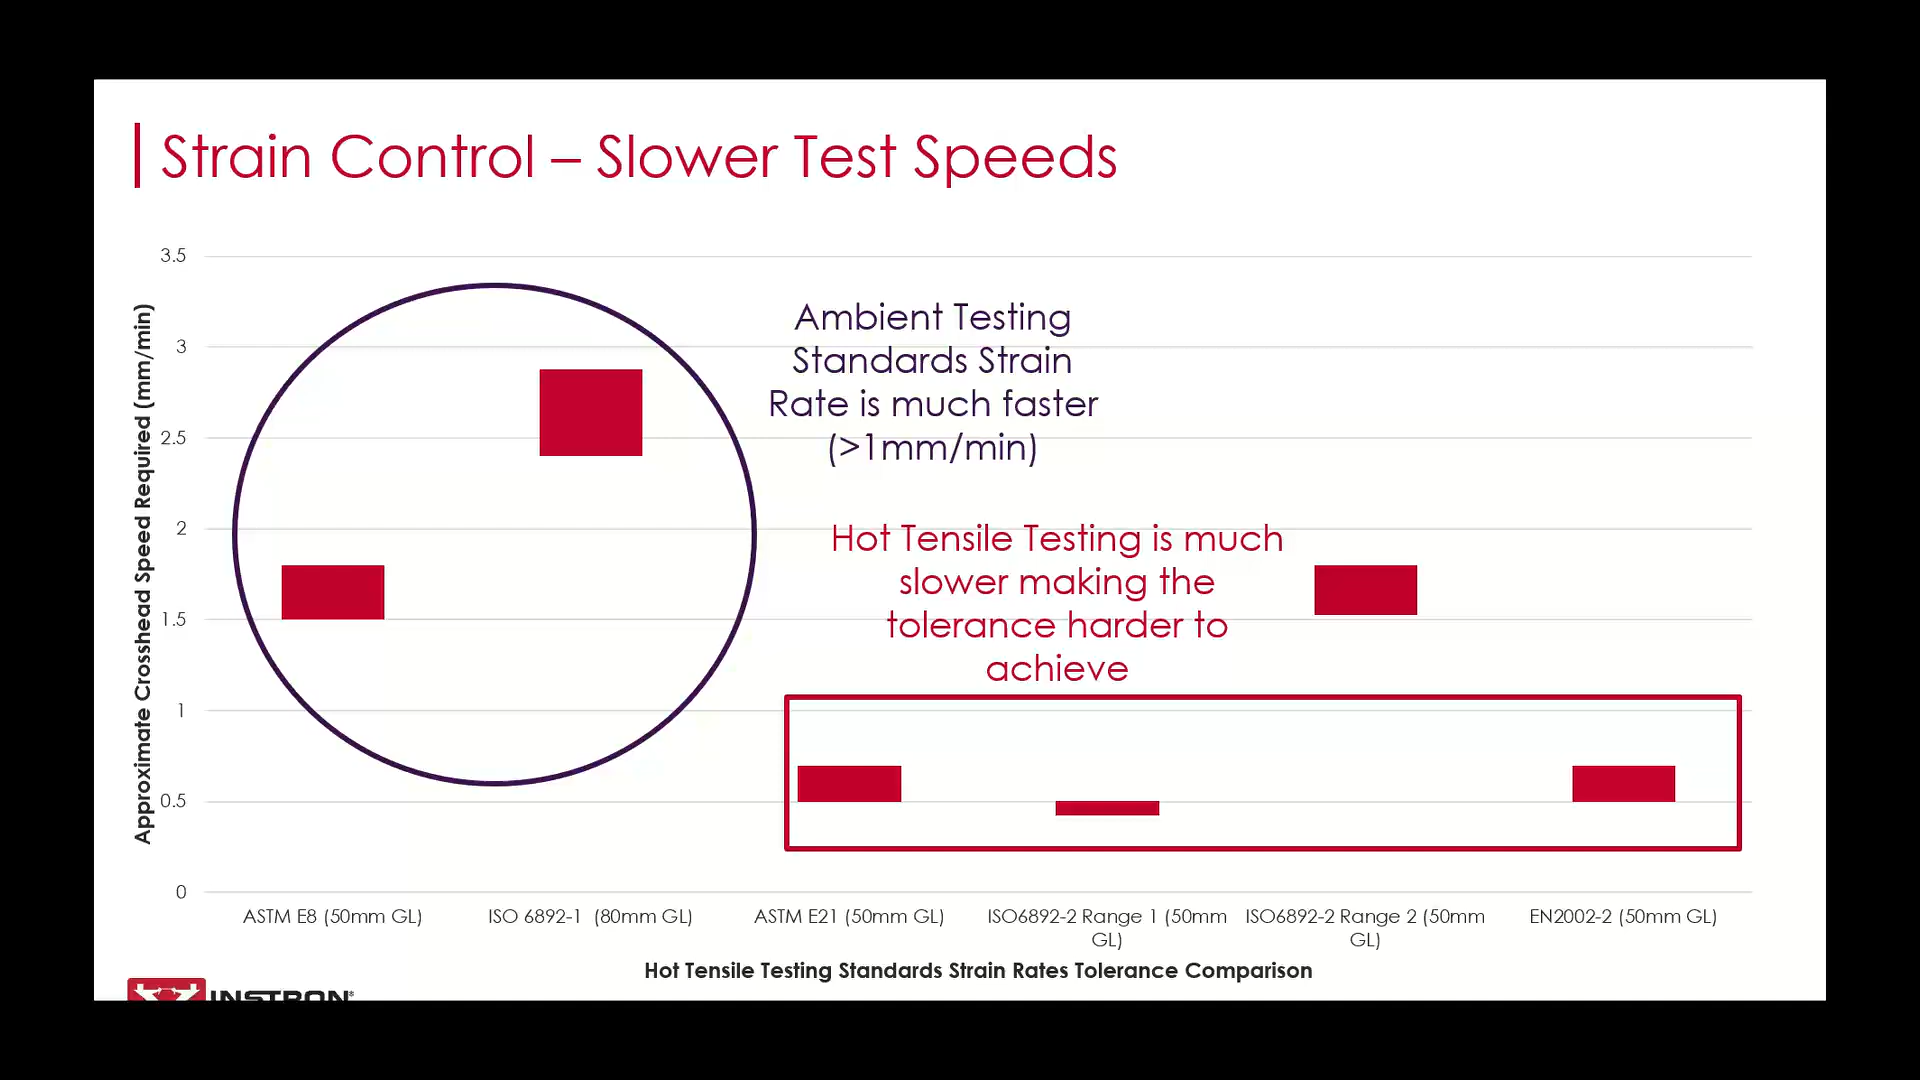 Strain Control – Slower Test Speeds
Approximate Crosshead Speed Required (mm/min)
3.5
3
2.5
2
1.5
1
0.5
0
Ambient Testing
Standards Strain
Rate is much faster
(>1mm/min)
Hot Tensile Testing is much
slower making the
tolerance harder to
achieve
ASTM E8 (50mm GL)
ISO 6892-1 (80mm GL)
ASTM E21 (50mm GL)
ISO6892-2 Range 1 (50mm
GL)
ISO6892-2 Range 2 (50mm
GL)
EN2002-2 (50mm GL)
Hot Tensile Testing Standards Strain Rates Tolerance Comparison
INSTRON®